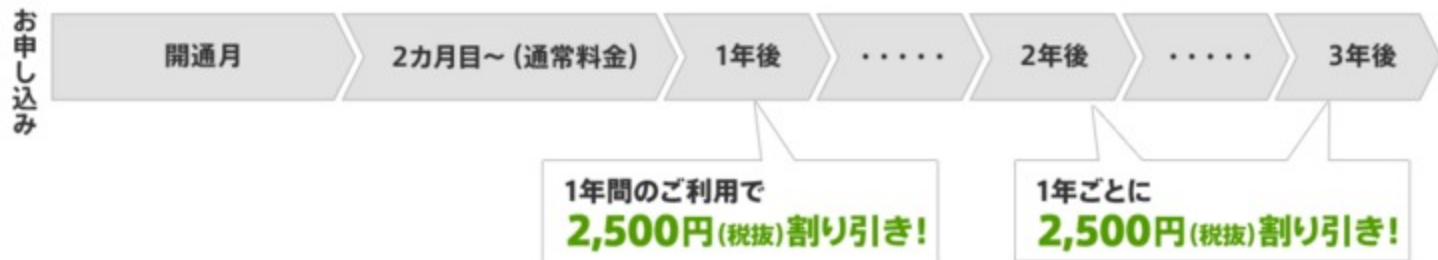 お申し込み
開通月
2カ月目～（通常料金）
1年後
・・・・・
2年後
・・・・・
3年後
1年間のご利用で
2,500円(税抜)割り引き!
1年ごとに
2,500円(税抜)割り引き!